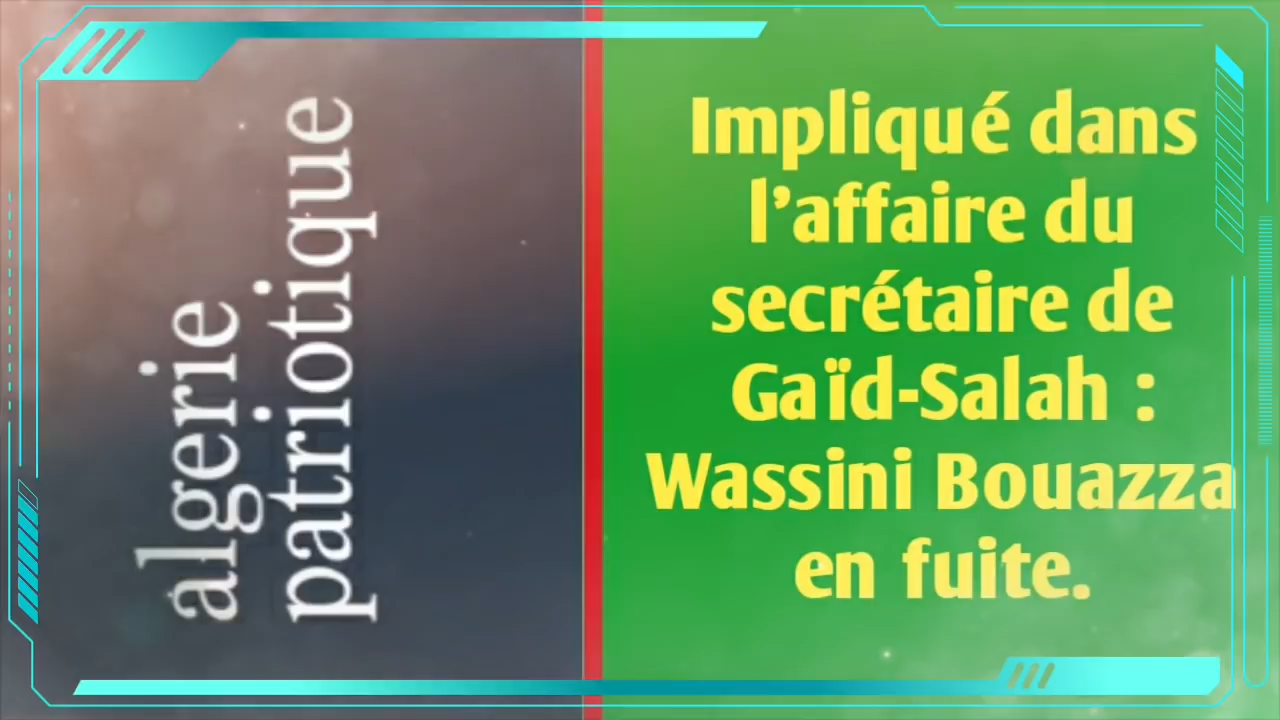 algerie
patriotique
Impliqué dans
l’affaire du
secrétaire de
Gaïd-Salah :
Wassini Bouazza
en fuite.